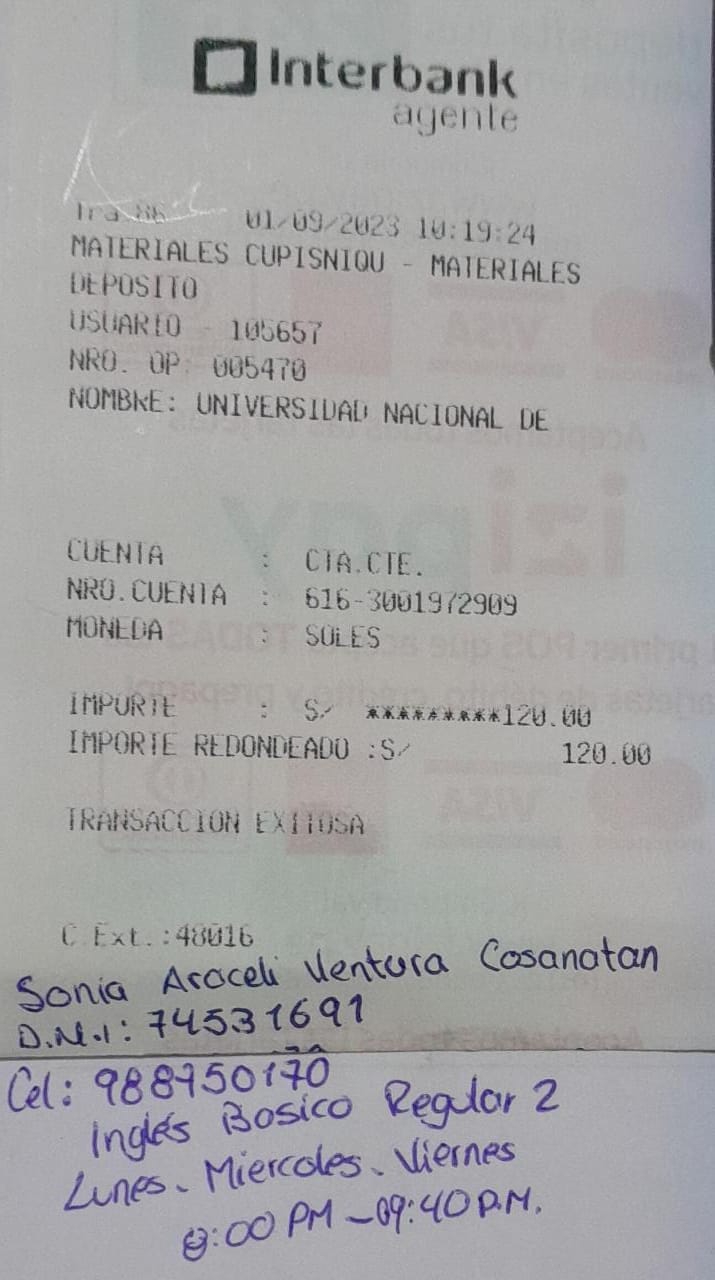 Interbank
agente
Tra 86 01/09/2023 10:19:24
MATERIALES CUPISNIQU - MATERIALES
DEPOSITO
USUARIO - 105657
NRO. OP: 005470
NOMBRE: UNIVERSIDAD NACIONAL DE
CUENTA : CTA.CTE.
NRO.CUENTA : 616-3001972909
MONEDA : SOLES
IMPORTE : S/ *********120.00
IMPORTE REDONDEADO :S/ 120.00
TRANSACCION EXITOSA
C.Ext.:48016
Sonia Araceli Ventura Cosanatan
D.N.I: 74531691
Cel: 988750170
Inglés Bosico Regular 2
Lunes - Miercoles - Viernes
8:00 PM - 09:40 P.M.